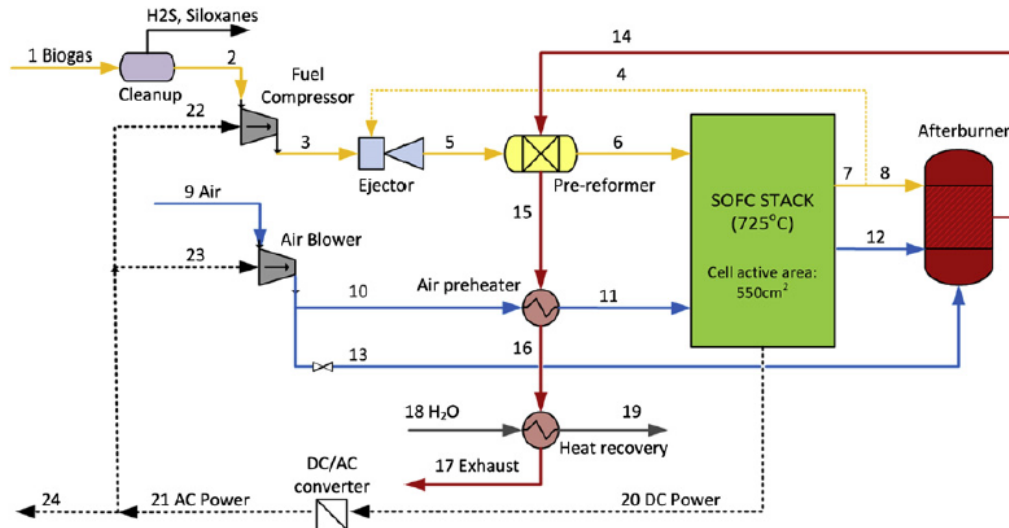 H2S, Siloxanes
14
1 Biogas
2
Fuel
Compressor
4
Cleanup
22
Afterburner
3
5
6
7
8
Ejector
Pre-reformer
SOFC STACK
(725°C)
9 Air
15
12
23
Air Blower
Cell active area:
550cm²
10
Air preheater
11
16
13
18 H₂O
19
Heat recovery
17 Exhaust
DC/AC
converter
24
21 AC Power
20 DC Power